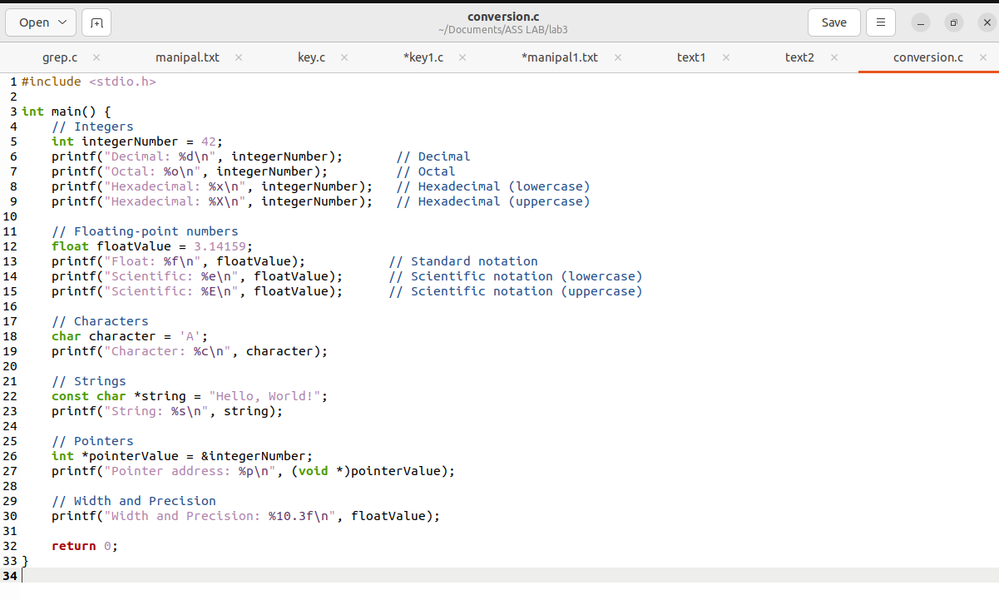 Open
conversion.c
~/Documents/ASS LAB/lab3
Save
grep.c manipal.txt key.c *key1.c *manipal1.txt text1 text2 conversion.c
1 #include <stdio.h>
2
3 int main() {
4     // Integers
5     int integerNumber = 42;
6     printf("Decimal: %d\n", integerNumber);       // Decimal
7     printf("Octal: %o\n", integerNumber);         // Octal
8     printf("Hexadecimal: %x\n", integerNumber);   // Hexadecimal (lowercase)
9     printf("Hexadecimal: %X\n", integerNumber);   // Hexadecimal (uppercase)
10
11     // Floating-point numbers
12     float floatValue = 3.14159;
13     printf("Float: %f\n", floatValue);           // Standard notation
14     printf("Scientific: %e\n", floatValue);      // Scientific notation (lowercase)
15     printf("Scientific: %E\n", floatValue);      // Scientific notation (uppercase)
16
17     // Characters
18     char character = 'A';
19     printf("Character: %c\n", character);
20
21     // Strings
22     const char *string = "Hello, World!";
23     printf("String: %s\n", string);
24
25     // Pointers
26     int *pointerValue = &integerNumber;
27     printf("Pointer address: %p\n", (void *)pointerValue);
28
29     // Width and Precision
30     printf("Width and Precision: %10.3f\n", floatValue);
31
32     return 0;
33 }
34